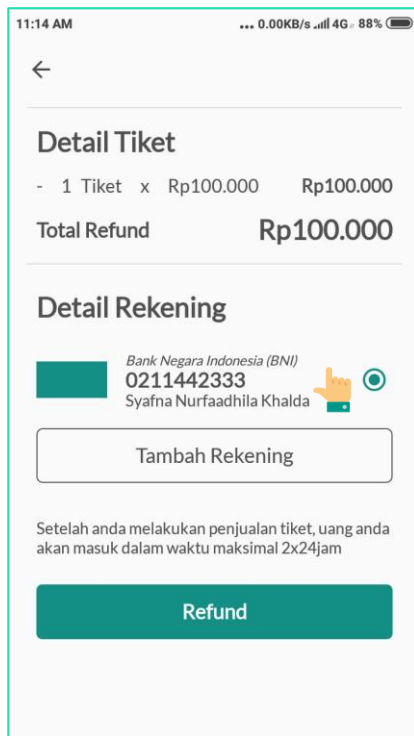 11:14 AM ... 0.00KB/s 4G 88%
Detail Tiket
- 1 Tiket x Rp100.000 Rp100.000
Total Refund Rp100.000
Detail Rekening
Bank Negara Indonesia (BNI)
0211442333
Syafna Nurfaadhila Khalda
Tambah Rekening
Setelah anda melakukan penjualan tiket, uang anda
akan masuk dalam waktu maksimal 2x24jam
Refund